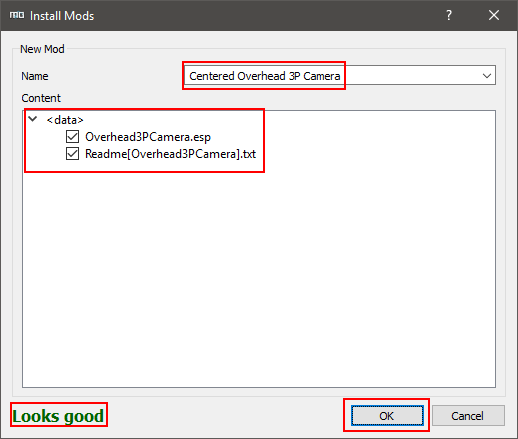 Install Mods
?
New Mod
Name
Centered Overhead 3P Camera
Content
<data>
Overhead3PCamera.esp
Readme[Overhead3PCamera].txt
Looks good
OK
Cancel